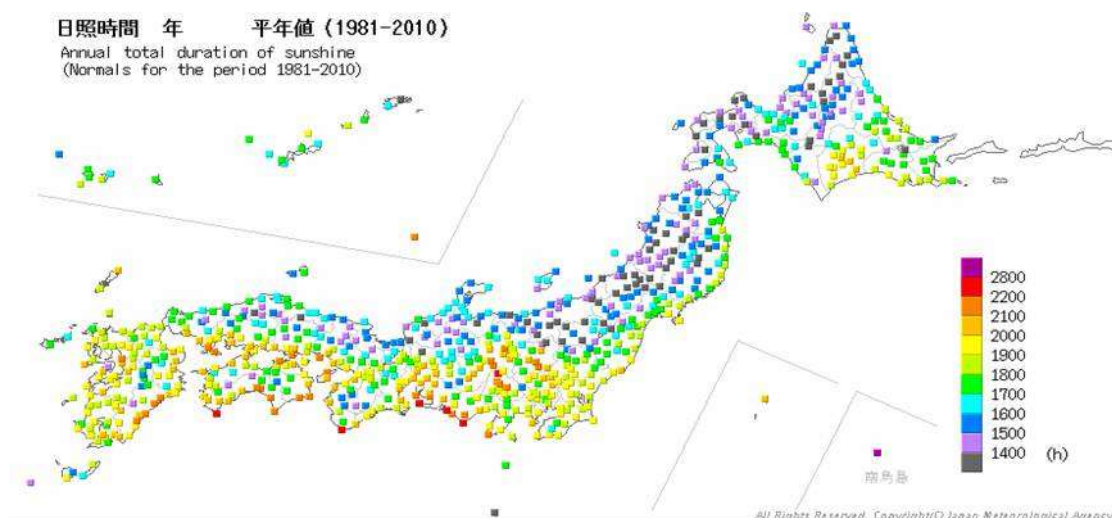 日照時間　年　　　平年値（1981-2010）
Annual total duration of sunshine
(Normals for the period 1981-2010)
2800
2200
2100
2000
1900
1800
1700
1600
1500
1400 (h)
南鳥島
All Rights Reserved. Copyright(C) Japan Meteorological Agency